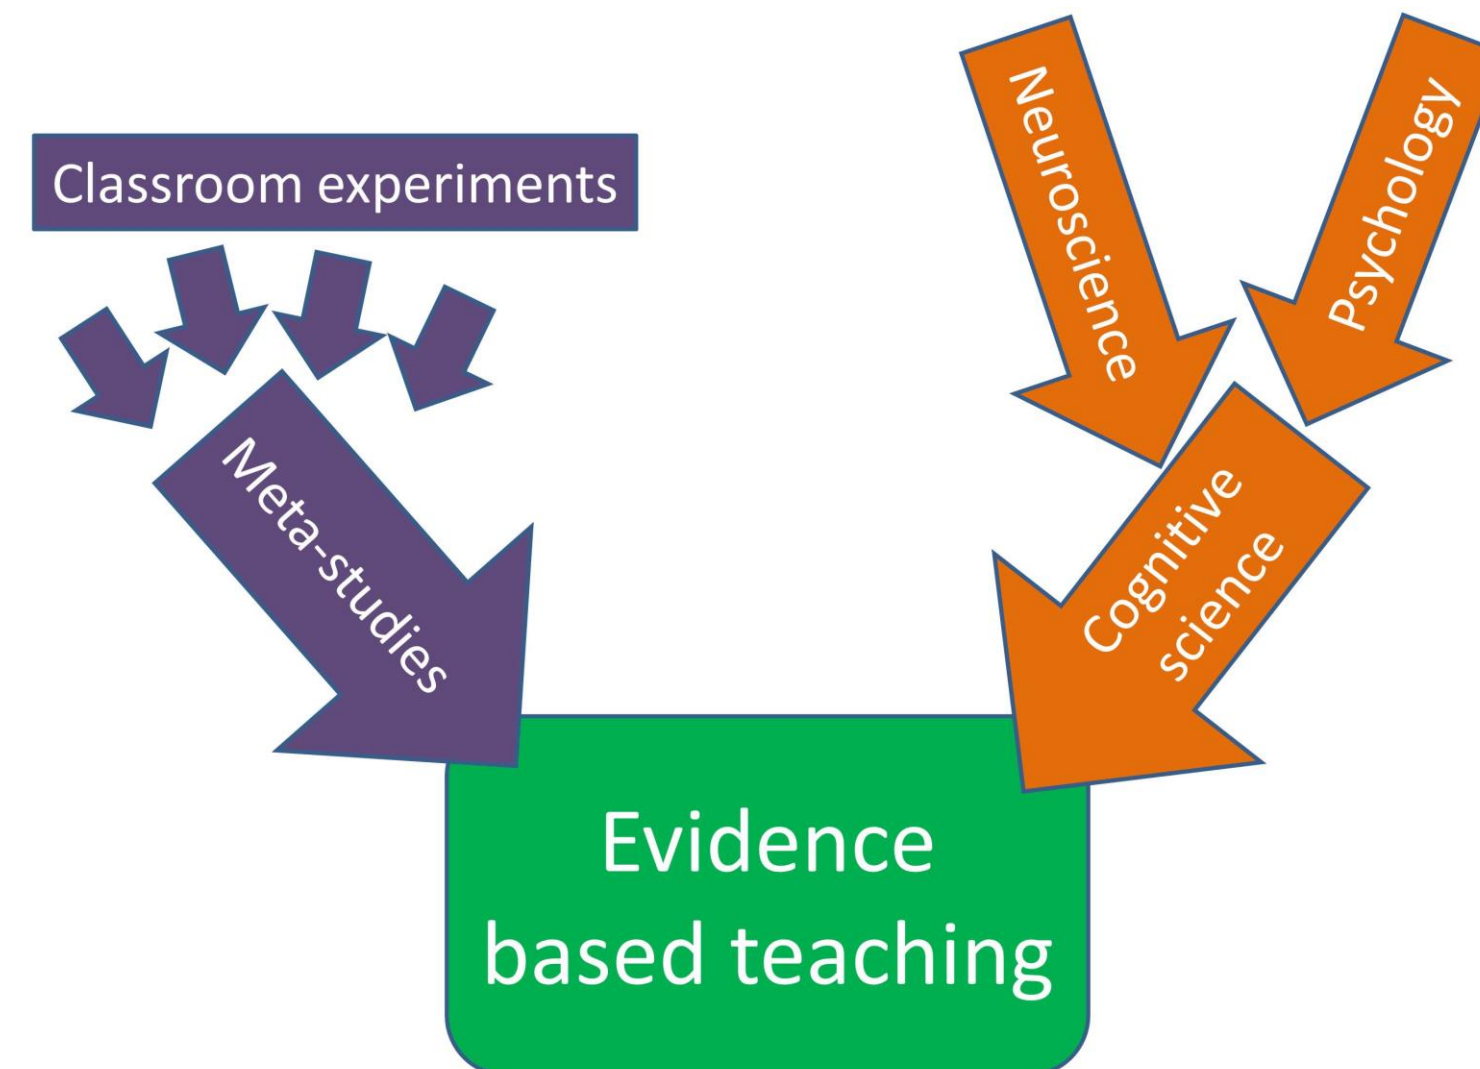 Classroom experiments
Meta-studies
Neuroscience
Psychology
Cognitive
science
Evidence
based teaching